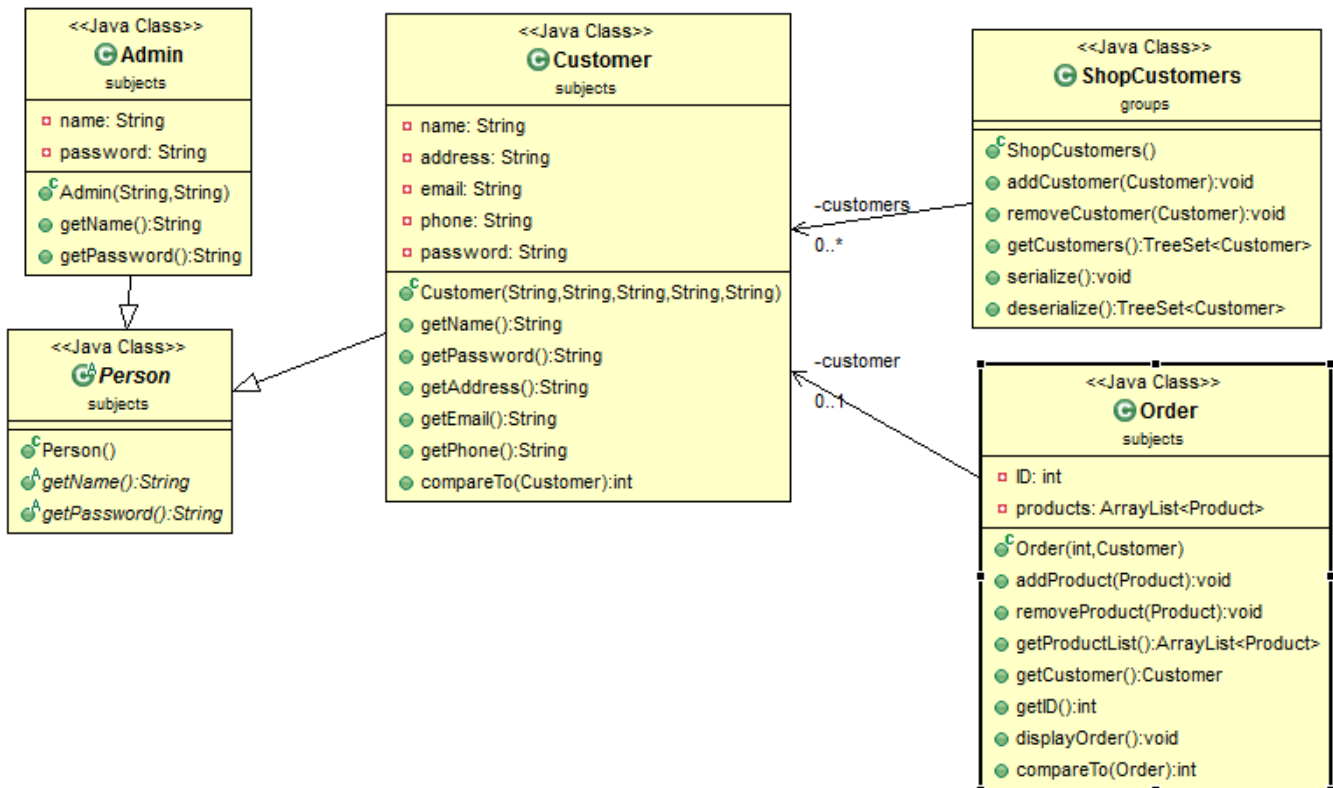 <<Java Class>>
Admin
subjects
name: String
password: String
Admin(String,String)
getName():String
getPassword():String
<<Java Class>>
Person
subjects
Person()
getName():String
getPassword():String
<<Java Class>>
Customer
subjects
name: String
address: String
email: String
phone: String
password: String
Customer(String,String,String,String,String)
getName():String
getPassword():String
getAddress():String
getEmail():String
getPhone():String
compareTo(Customer):int
-customers
0..*
-customer
0..1
<<Java Class>>
ShopCustomers
groups
ShopCustomers()
addCustomer(Customer):void
removeCustomer(Customer):void
getCustomers():TreeSet<Customer>
serialize():void
deserialize():TreeSet<Customer>
<<Java Class>>
Order
subjects
ID: int
products: ArrayList<Product>
Order(int,Customer)
addProduct(Product):void
removeProduct(Product):void
getProductList():ArrayList<Product>
getCustomer():Customer
getID():int
displayOrder():void
compareTo(Order):int